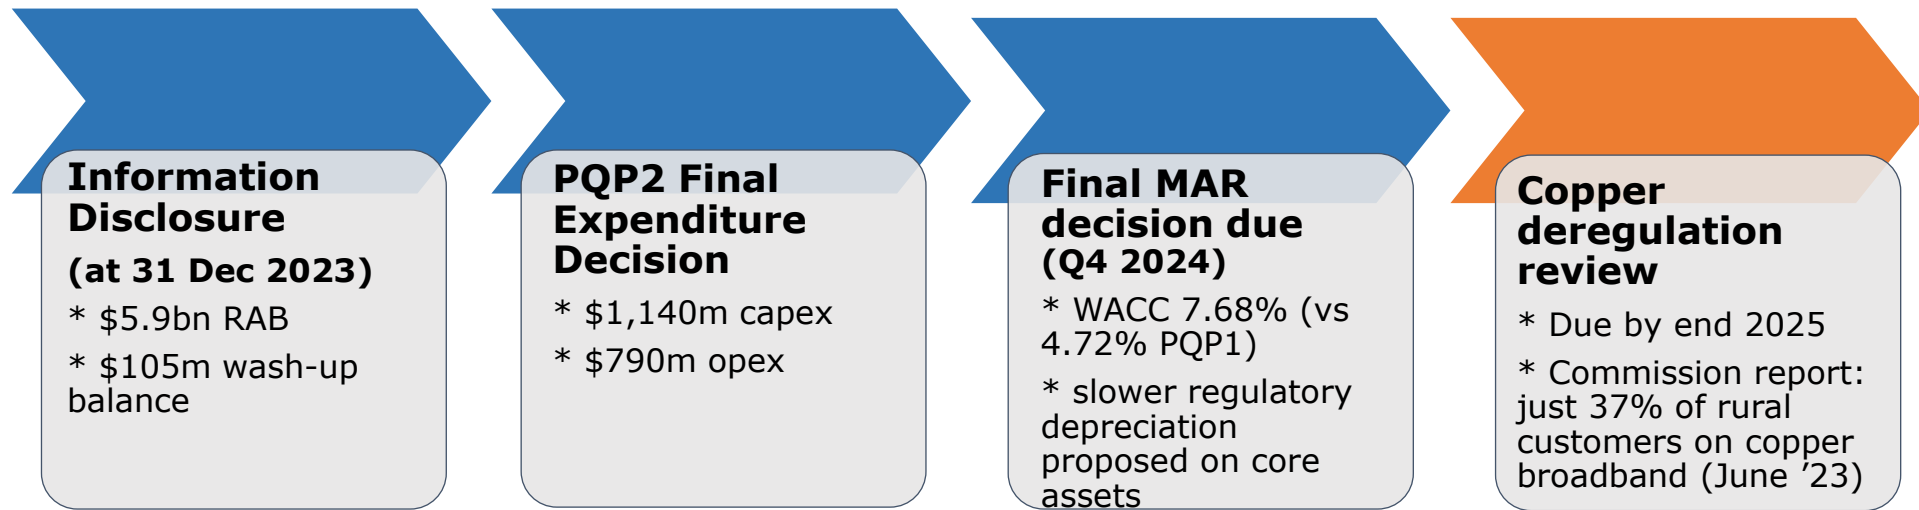 Information
Disclosure
(at 31 Dec 2023)
* $5.9bn RAB
* $105m wash-up
balance
PQP2 Final
Expenditure
Decision
* $1,140m capex
* $790m opex
Final MAR
decision due
(Q4 2024)
* WACC 7.68% (vs
4.72% PQP1)
* slower regulatory
depreciation
proposed on core
assets
Copper
deregulation
review
* Due by end 2025
* Commission report:
just 37% of rural
customers on copper
broadband (June ’23)